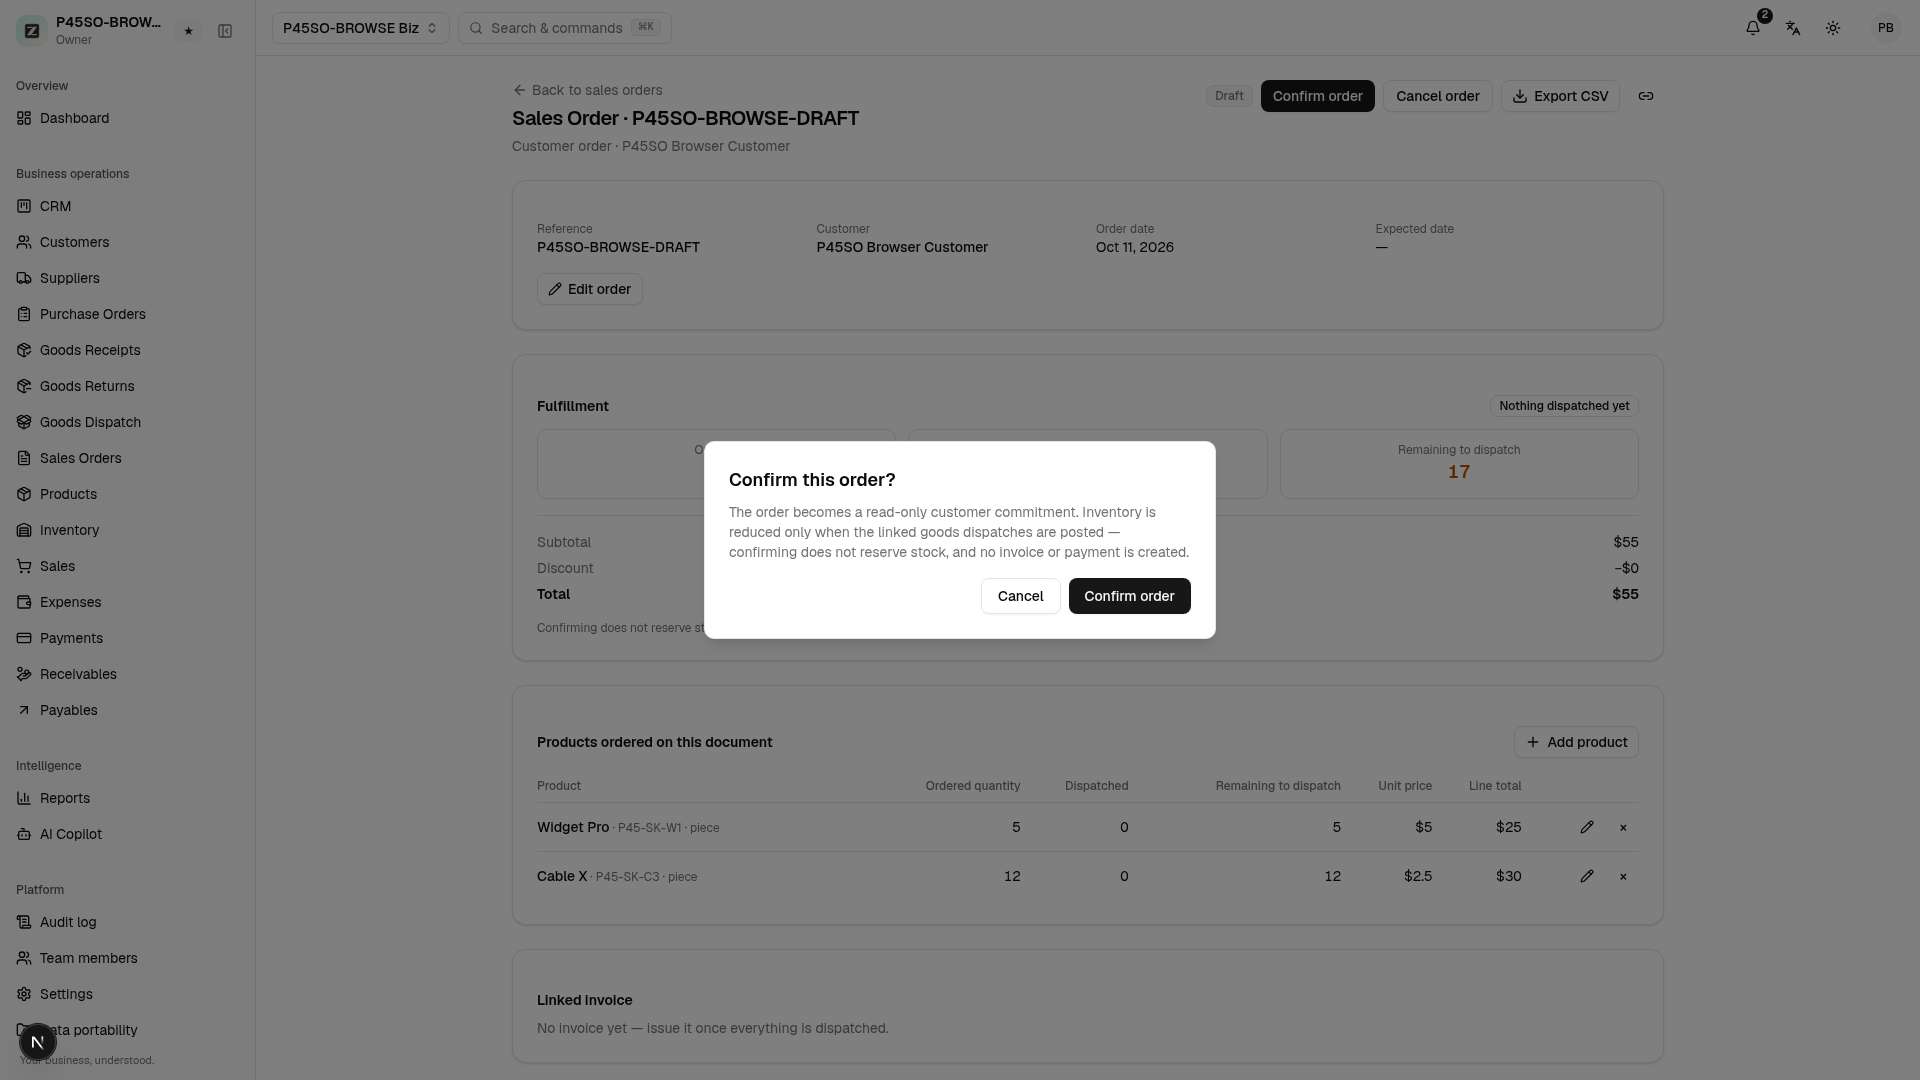 P45SO-BROW...
Owner
P45SO-BROWSE Biz
Search & commands
⌘K
2
PB
Overview
Dashboard
Business operations
CRM
Customers
Suppliers
Purchase Orders
Goods Receipts
Goods Returns
Goods Dispatch
Sales Orders
Products
Inventory
Sales
Expenses
Payments
Receivables
Payables
Intelligence
Reports
AI Copilot
Platform
Audit log
Team members
Settings
ata portability
N
business, understood.
Back to sales orders
Sales Order · P45SO-BROWSE-DRAFT
Customer order · P45SO Browser Customer
Draft
Confirm order
Cancel order
Export CSV
Reference
P45SO-BROWSE-DRAFT
Customer
P45SO Browser Customer
Order date
Oct 11, 2026
Expected date
—
Edit order
Fulfillment
Nothing dispatched yet
Remaining to dispatch
17
Subtotal
$55
Discount
−$0
Total
$55
Confirming does not reserve
Confirm this order?
The order becomes a read-only customer commitment. Inventory is
reduced only when the linked goods dispatches are posted —
confirming does not reserve stock, and no invoice or payment is created.
Cancel
Confirm order
Products ordered on this document
Add product
Product Ordered quantity Dispatched Remaining to dispatch Unit price Line total
Widget Pro · P45-SK-W1 · piece 5 0 5 $5 $25 ×
Cable X · P45-SK-C3 · piece 12 0 12 $2.5 $30 ×
Linked invoice
No invoice yet — issue it once everything is dispatched.